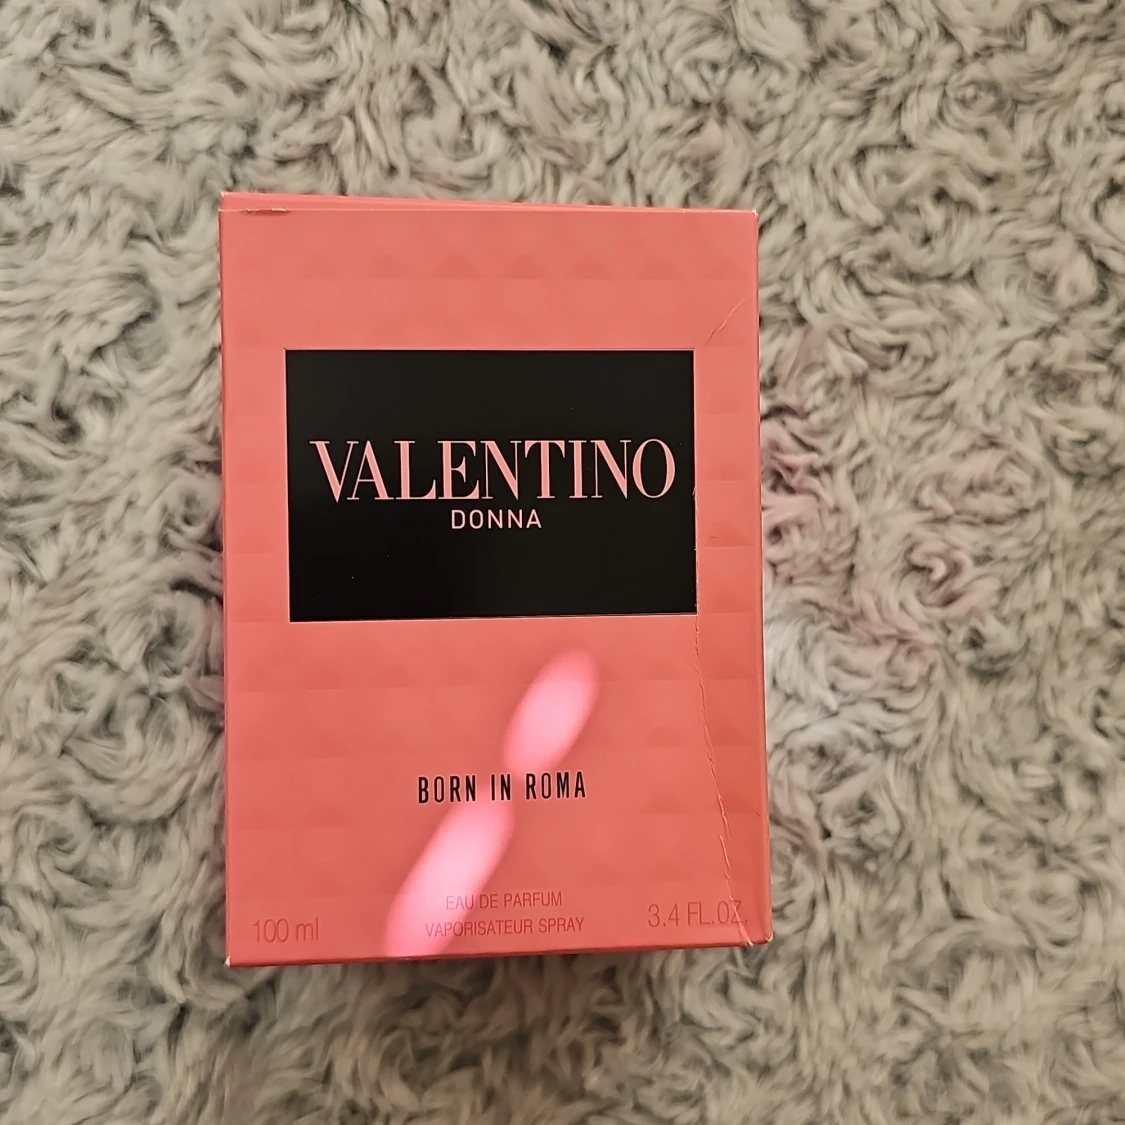 VALENTINO
DONNA
BORN IN ROMA
EAU DE PARFUM
VAPORISATEUR SPRAY
100 ml
3.4 FL.OZ.